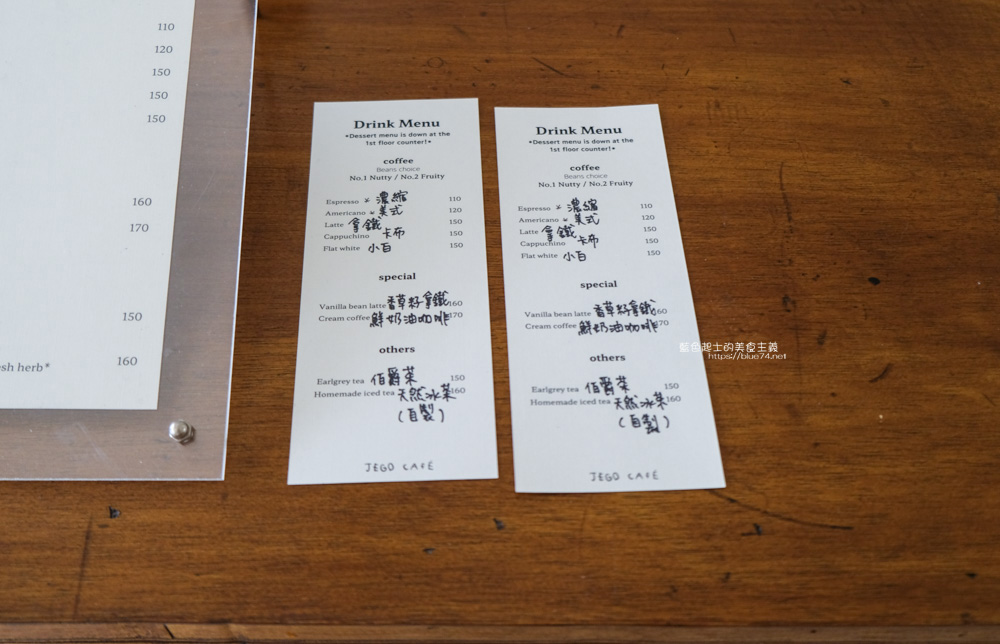 110
120
150
150
150
160
170
150
esh herb* 160
Drink Menu
*Dessert menu is down at the
1st floor counter!*
coffee
Beans choice
No.1 Nutty / No.2 Fruity
Espresso 濃縮 110
Americano 美式 120
Latte 拿鐵 150
Cappuchino 卡布 150
Flat white 小白 150
special
Vanilla bean latte 香草籽拿鐵 160
Cream coffee 鮮奶油咖啡 170
others
Earlgrey tea 伯爵茶 150
Homemade iced tea 天然冰茶 160
(自製)
JEGO CAFE
Drink Menu
*Dessert menu is down at the
1st floor counter!*
coffee
Beans choice
No.1 Nutty / No.2 Fruity
Espresso 濃縮 110
Americano 美式 120
Latte 拿鐵 150
Cappuchino 卡布 150
Flat white 小白 150
special
Vanilla bean latte 香草籽拿鐵 160
Cream coffee 鮮奶油咖啡 170
others
Earlgrey tea 伯爵茶 150
Homemade iced tea 天然冰茶 160
(自製)
JEGO CAFE
藍色起士的美食主義
https://blue74.net